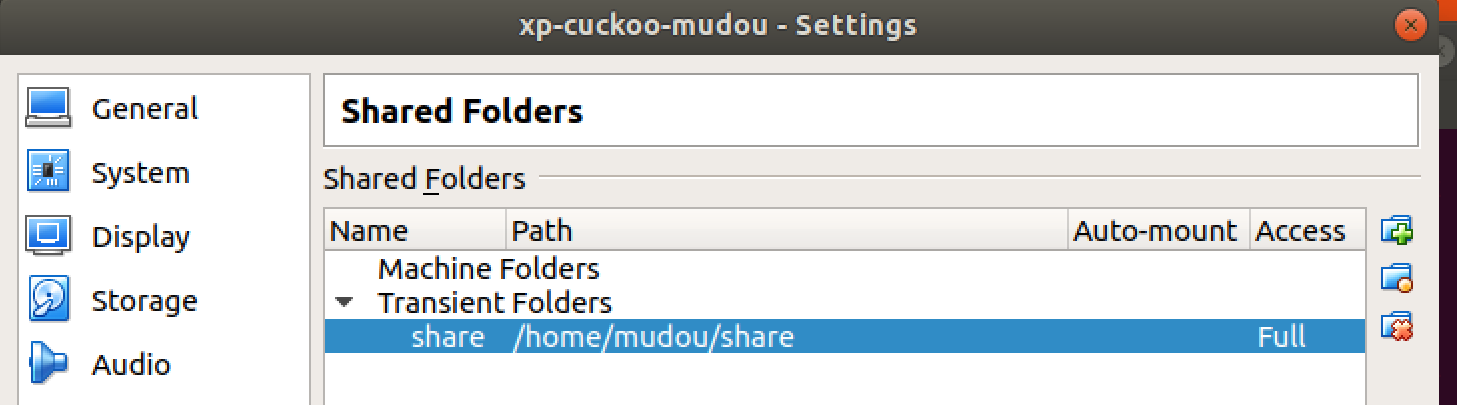 xp-cuckoo-mudou - Settings
General
System
Display
Storage
Audio
Shared Folders
Shared Folders
Name Path Auto-mount Access
Machine Folders
Transient Folders
share /home/mudou/share Full